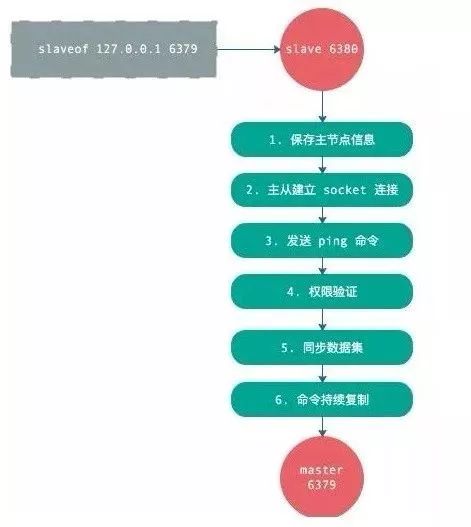 slaveof 127.0.0.1 6379
slave 6380
1. 保存主节点信息
2. 主从建立 socket 连接
3. 发送 ping 命令
4. 权限验证
5. 同步数据集
6. 命令持续复制
master
6379